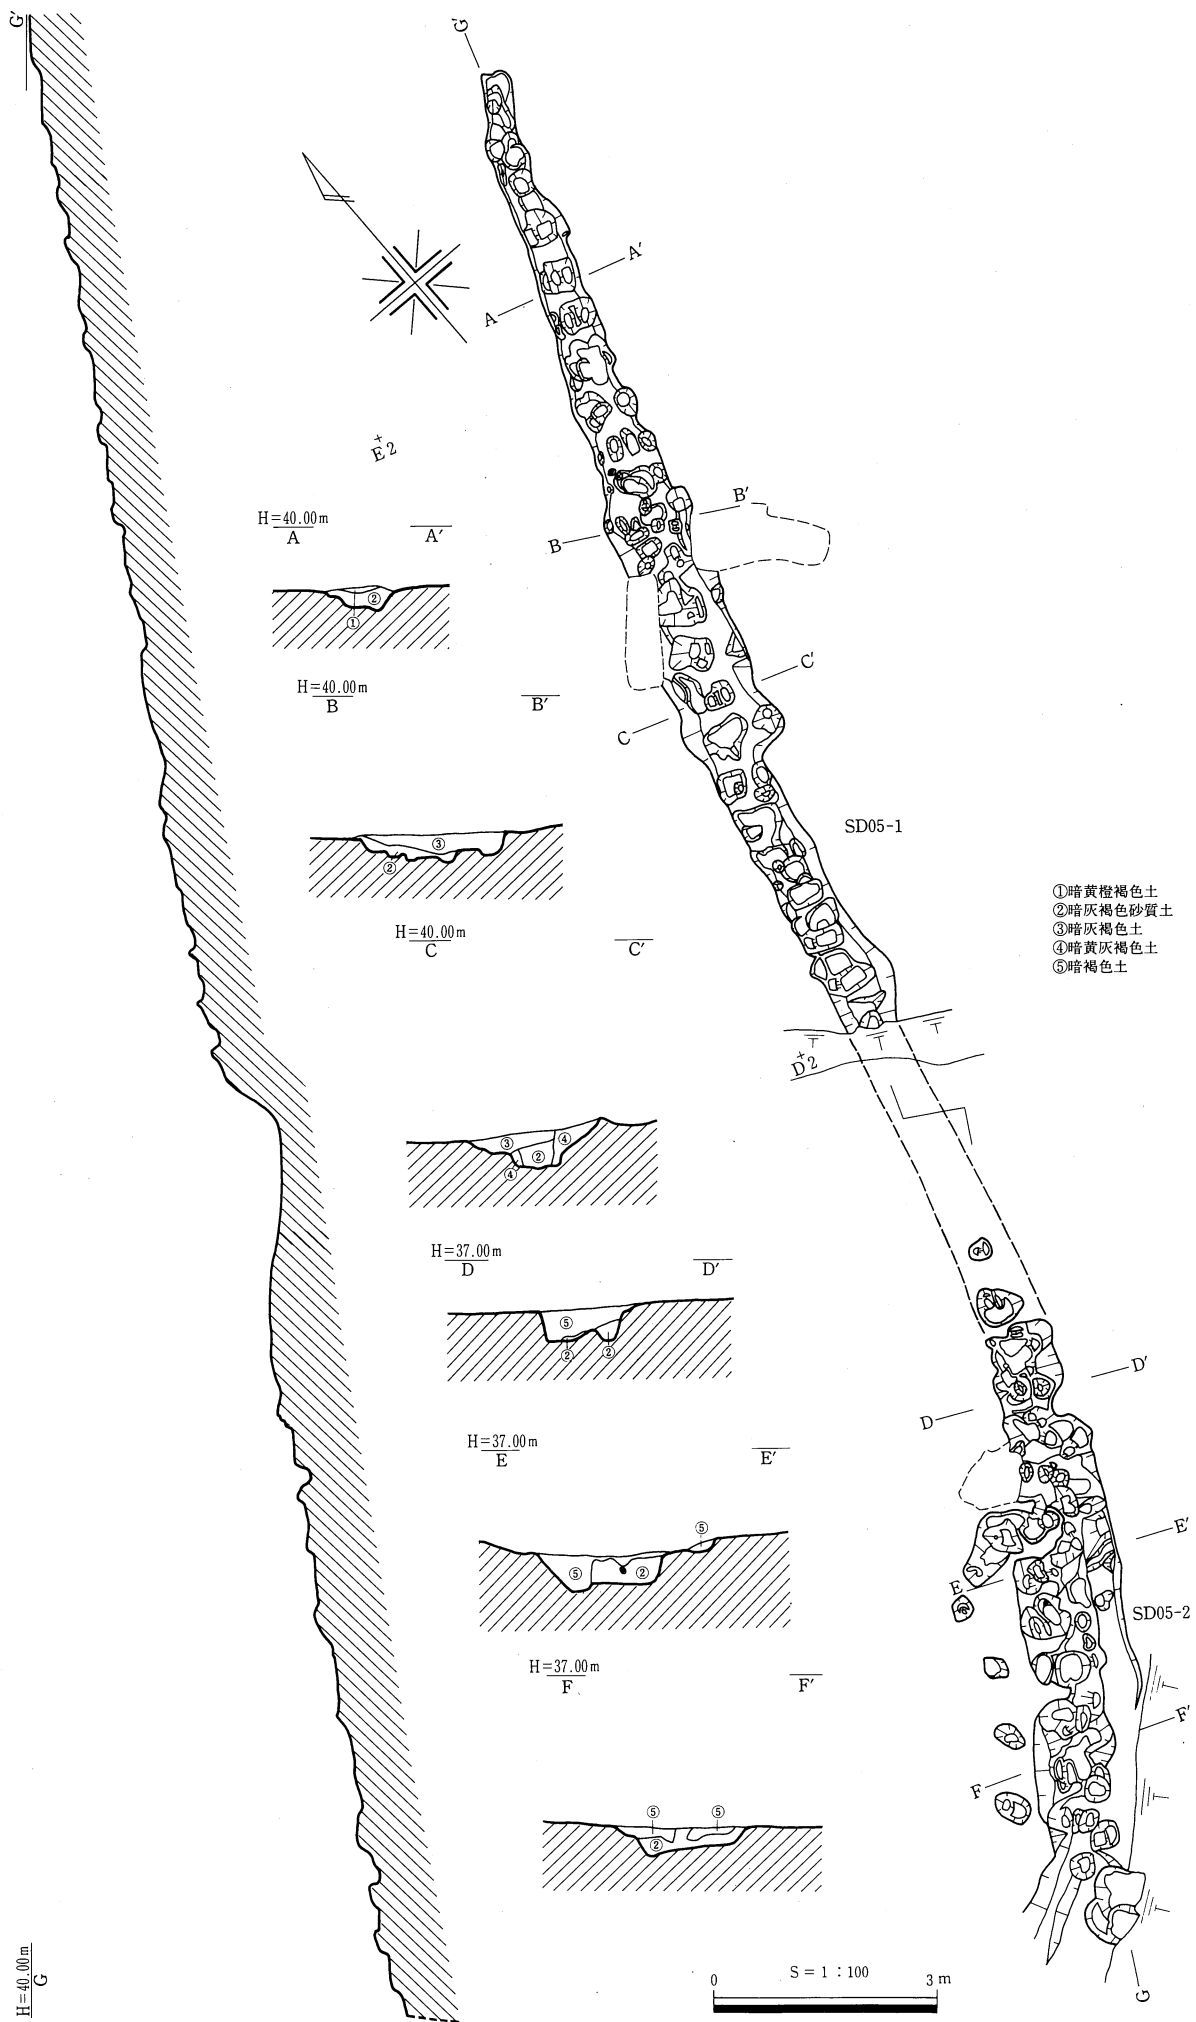 G′
G′
A′
A
E2
H=40.00m
A
A′
B′
B
H=40.00m
B
B′
C′
C
SD05-1
①
②
③
②
①暗黄橙褐色土
②暗灰褐色砂質土
③暗灰褐色土
④暗黄灰褐色土
⑤暗褐色土
H=40.00m
C
C′
T
T
T
D2
③
④
②
④
H=37.00m
D
D′
D′
D
⑤
②
②
H=37.00m
E
E′
E′
E
⑤
⑤
②
SD05-2
H=37.00m
F
F′
T
F′
F
T
⑤
⑤
②
T
H=40.00m
G
S=1:100
0
3m
G